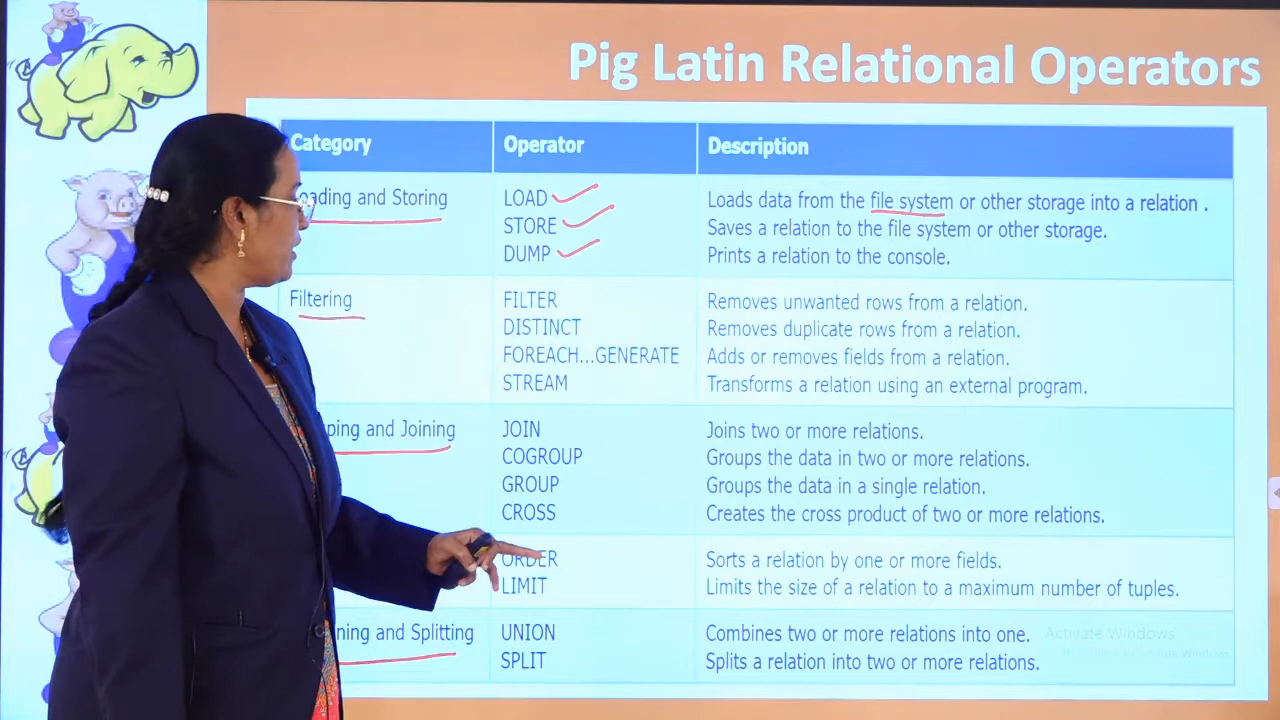 Pig Latin Relational Operators
Category Operator Description
oading and Storing LOAD Loads data from the file system or other storage into a relation .
STORE Saves a relation to the file system or other storage.
DUMP Prints a relation to the console.
Filtering FILTER Removes unwanted rows from a relation.
DISTINCT Removes duplicate rows from a relation.
FOREACH...GENERATE Adds or removes fields from a relation.
STREAM Transforms a relation using an external program.
ping and Joining JOIN Joins two or more relations.
COGROUP Groups the data in two or more relations.
GROUP Groups the data in a single relation.
CROSS Creates the cross product of two or more relations.
ORDER Sorts a relation by one or more fields.
LIMIT Limits the size of a relation to a maximum number of tuples.
ning and Splitting UNION Combines two or more relations into one.
SPLIT Splits a relation into two or more relations.
Activate Windows